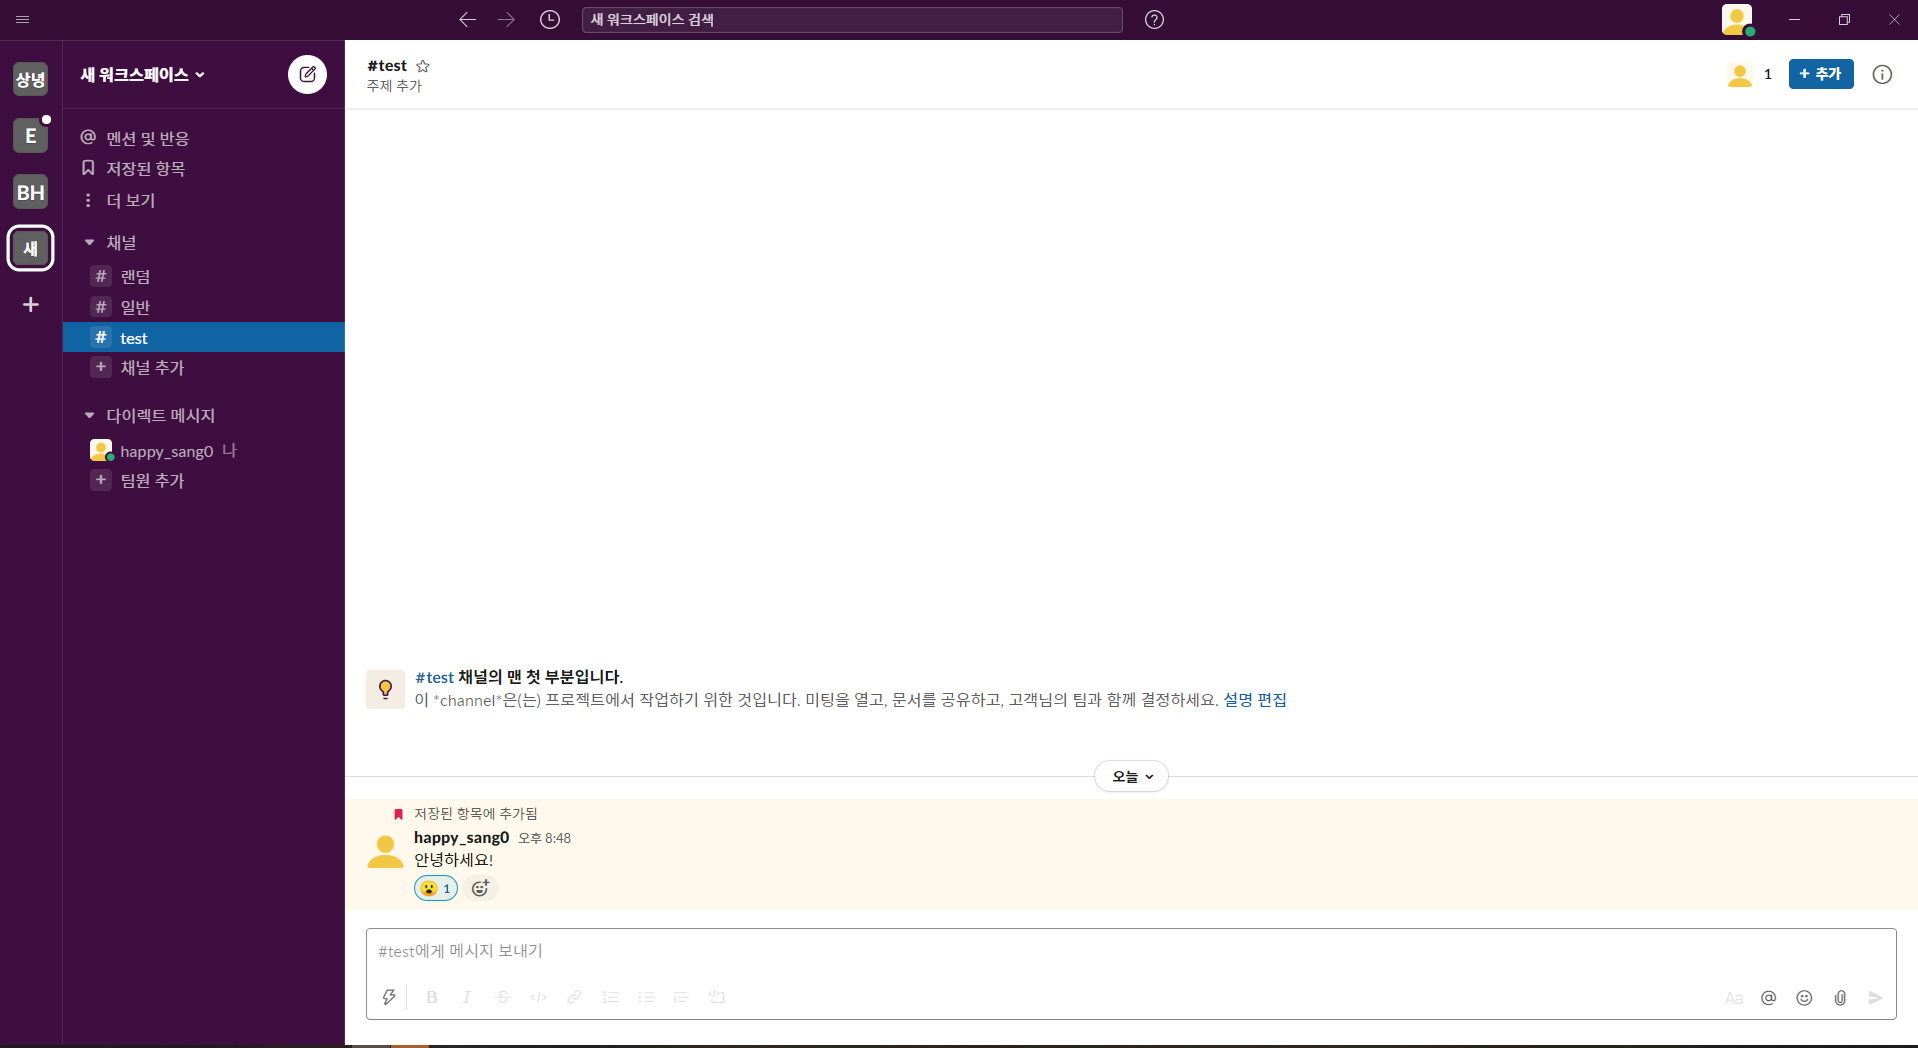 새 워크스페이스 검색
상녕
E
BH
새
새 워크스페이스
멘션 및 반응
저장된 항목
더 보기
채널
# 랜덤
# 일반
# test
+ 채널 추가
다이렉트 메시지
happy_sang0 나
+ 팀원 추가
#test
주제 추가
1
+ 추가
#test 채널의 맨 첫 부분입니다.
이 *channel*은(는) 프로젝트에서 작업하기 위한 것입니다. 미팅을 열고, 문서를 공유하고, 고객님의 팀과 함께 결정하세요. 설명 편집
오늘
저장된 항목에 추가됨
happy_sang0 오후 8:48
안녕하세요!
1
#test에게 메시지 보내기
B I S </> Aa @